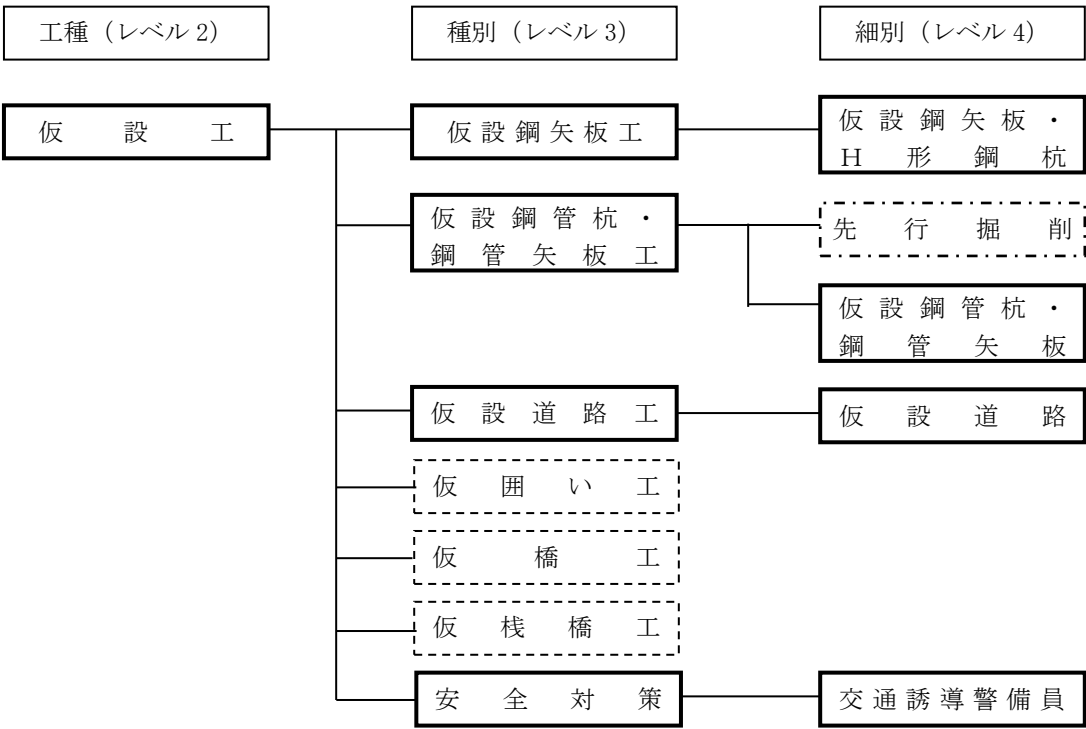 工種（レベル2）
種別（レベル3）
細別（レベル4）
仮設工
仮設鋼矢板工
仮設鋼矢板・
H形鋼杭
仮設鋼管杭・
鋼管矢板工
先行掘削
仮設鋼管杭・
鋼管矢板
仮設道路工
仮設道路
仮囲い工
仮橋工
仮桟橋工
安全対策
交通誘導警備員